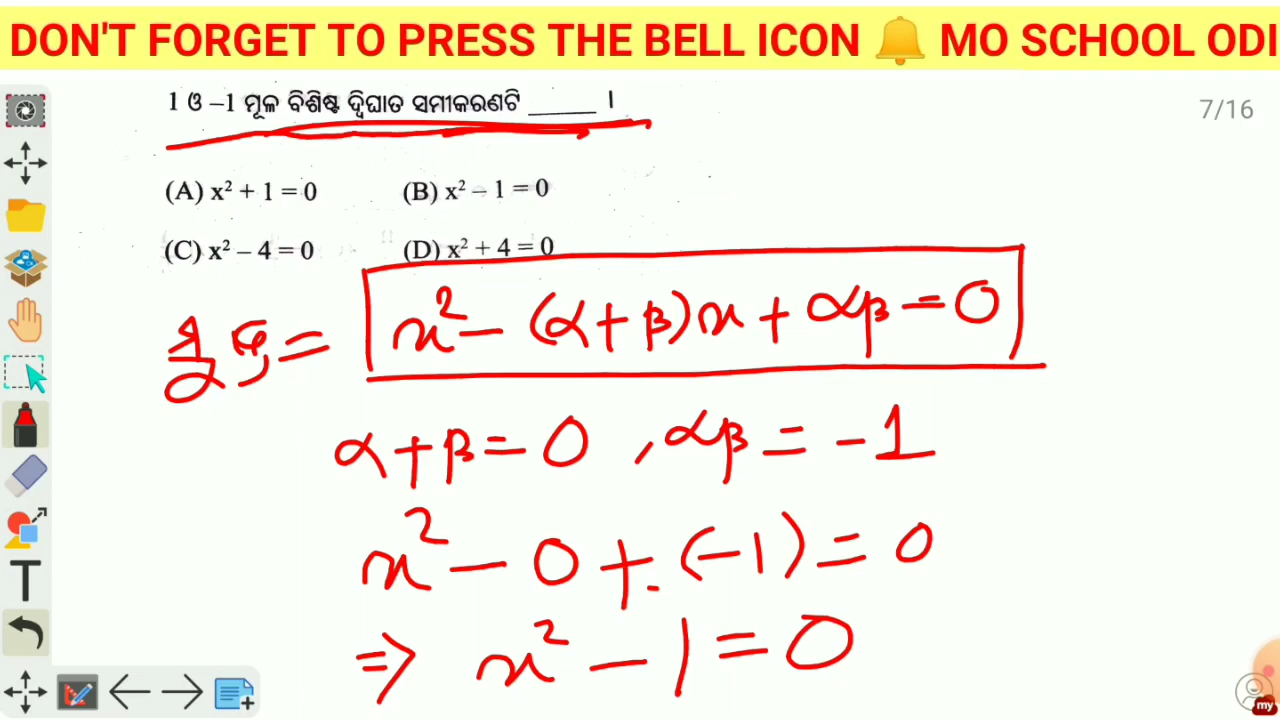 DON'T FORGET TO PRESS THE BELL ICON 🔔 MO SCHOOL ODI
1 ଓ –1 ମୂଳ ବିଶିଷ୍ଟ ଦ୍ୱିଘାତ ସମୀକରଣଟି ______ ।
7/16
(A) x² + 1 = 0 (B) x² – 1 = 0
(C) x² – 4 = 0 (D) x² + 4 = 0
x² – (α + β)x + αβ = 0
α + β = 0 , αβ = – 1
x² – 0 + (– 1) = 0
⇒ x² – 1 = 0
T
my